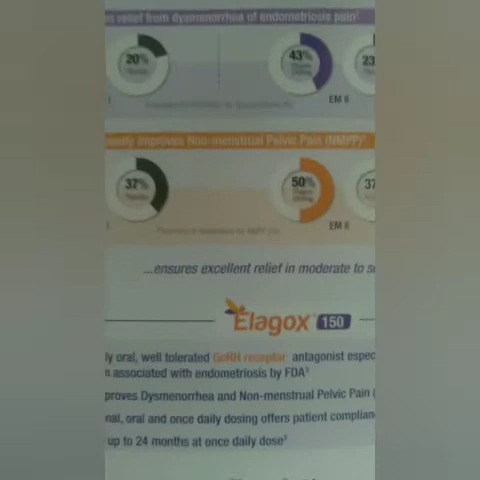 relief from dysmenorrhea of endometriosis pain
20%
43%
23
EM II
Improves Non-menstrual Pelvic Pain (NMPP)
37%
50%
37
EM II
...ensures excellent relief in moderate to s
Elagox 150
ly oral, well tolerated GnRH receptor antagonist espec
n associated with endometriosis by FDA³
proves Dysmenorrhea and Non-menstrual Pelvic Pain (
nal, oral and once daily dosing offers patient complian
up to 24 months at once daily dose³